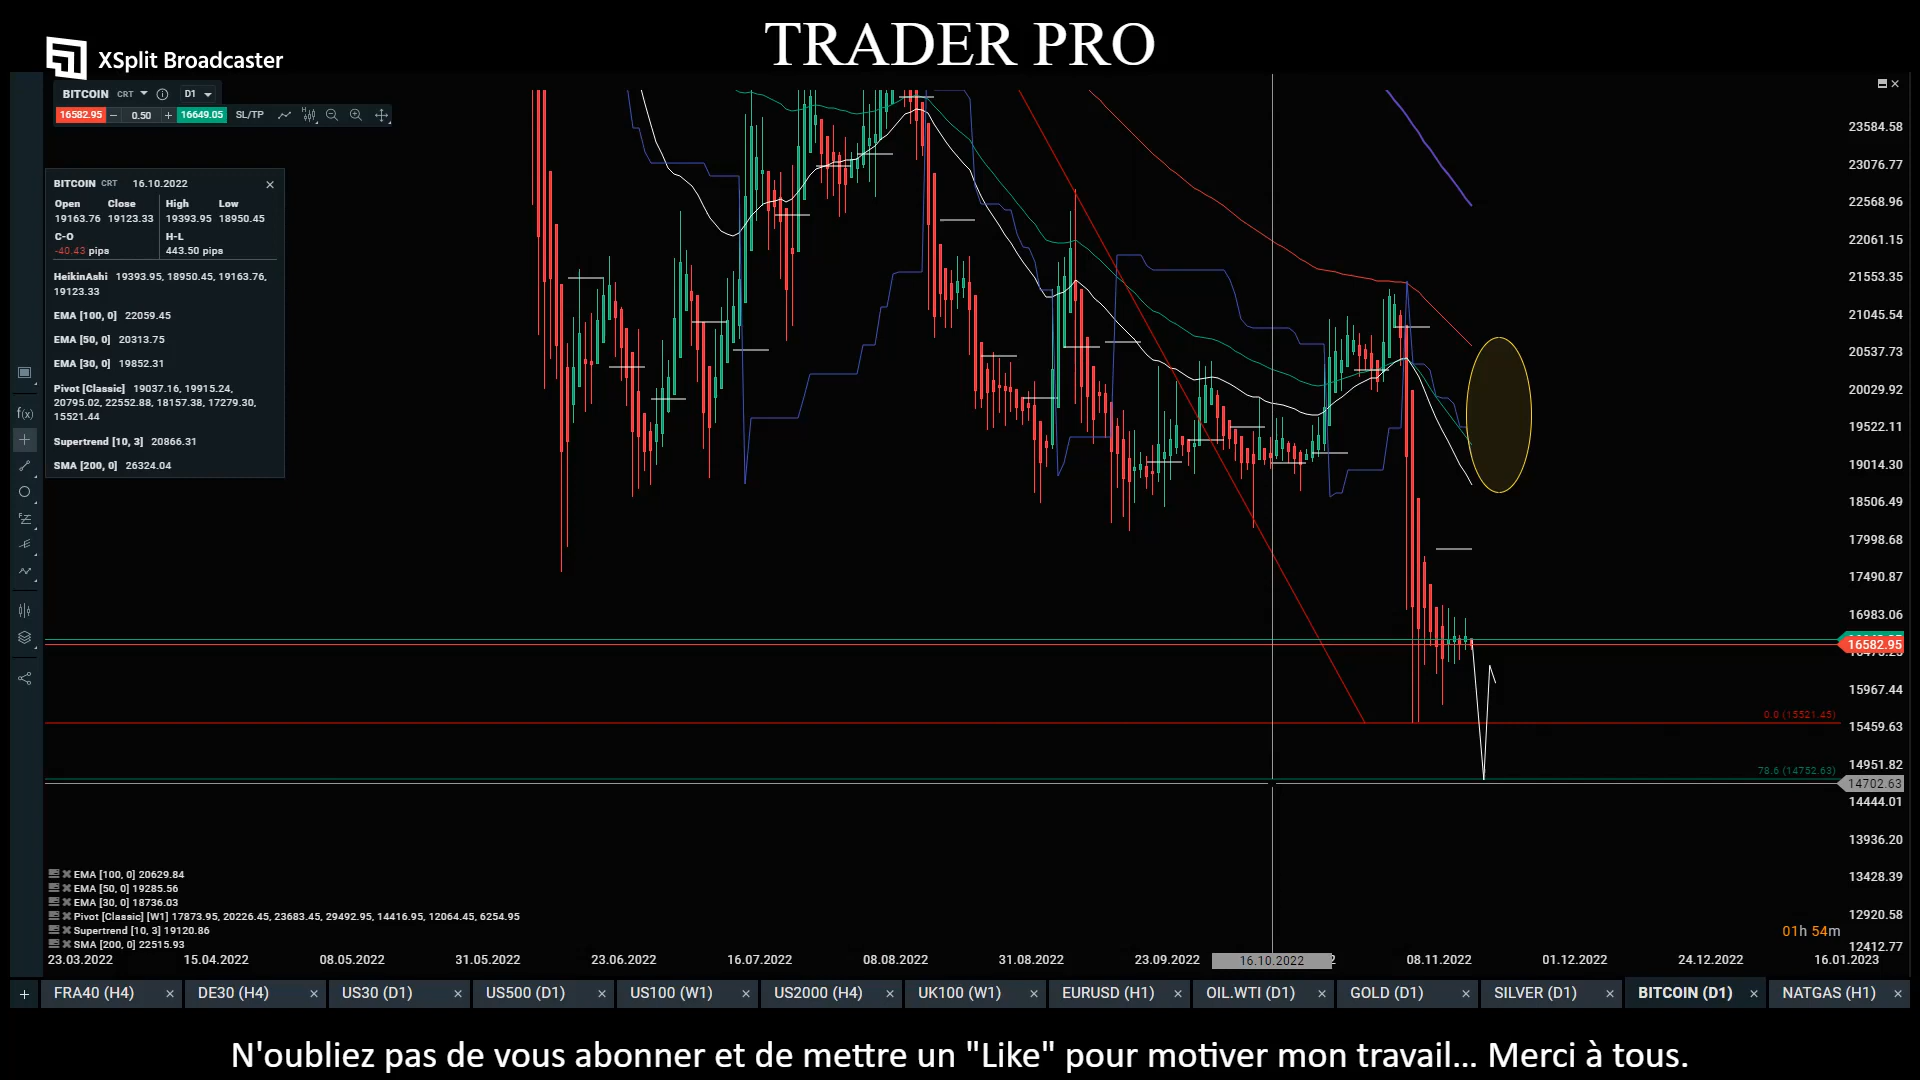 TRADER PRO
XSplit Broadcaster
BITCOIN CRT D1
16582.95 – 0.50 + 16649.05 SL/TP
BITCOIN CRT 16.10.2022
Open Close High Low
19163.76 19123.33 19393.95 18950.45
C-O H-L
-40.43 pips 443.50 pips
HeikinAshi 19393.95, 18950.45, 19163.76,
19123.33
EMA [100, 0] 22059.45
EMA [50, 0] 20313.75
EMA [30, 0] 19852.31
Pivot [Classic] 19037.16, 19915.24,
20795.02, 22552.88, 18157.38, 17279.30,
15521.44
Supertrend [10, 3] 20866.31
SMA [200, 0] 26324.04
f(x)
23584.58
23076.77
22568.96
22061.15
21553.35
21045.54
20537.73
20029.92
19522.11
19014.30
18506.49
17998.68
17490.87
16983.06
16582.95
15967.44
0.0 (15521.45)
15459.63
14951.82
78.6 (14752.63)
14702.63
14444.01
13936.20
13428.39
12920.58
12412.77
01h 54m
EMA [100, 0] 20629.84
EMA [50, 0] 19285.56
EMA [30, 0] 18736.03
Pivot [Classic] [W1] 17873.95, 20226.45, 23683.45, 29492.95, 14416.95, 12064.45, 6254.95
Supertrend [10, 3] 19120.86
SMA [200, 0] 22515.93
23.03.2022 15.04.2022 08.05.2022 31.05.2022 23.06.2022 16.07.2022 08.08.2022 31.08.2022 23.09.2022 16.10.2022 08.11.2022 01.12.2022 24.12.2022 16.01.2023
+ FRA40 (H4) × DE30 (H4) × US30 (D1) × US500 (D1) × US100 (W1) × US2000 (H4) × UK100 (W1) × EURUSD (H1) × OIL.WTI (D1) × GOLD (D1) × SILVER (D1) × BITCOIN (D1) × NATGAS (H1) ×
N'oubliez pas de vous abonner et de mettre un "Like" pour motiver mon travail... Merci à tous.